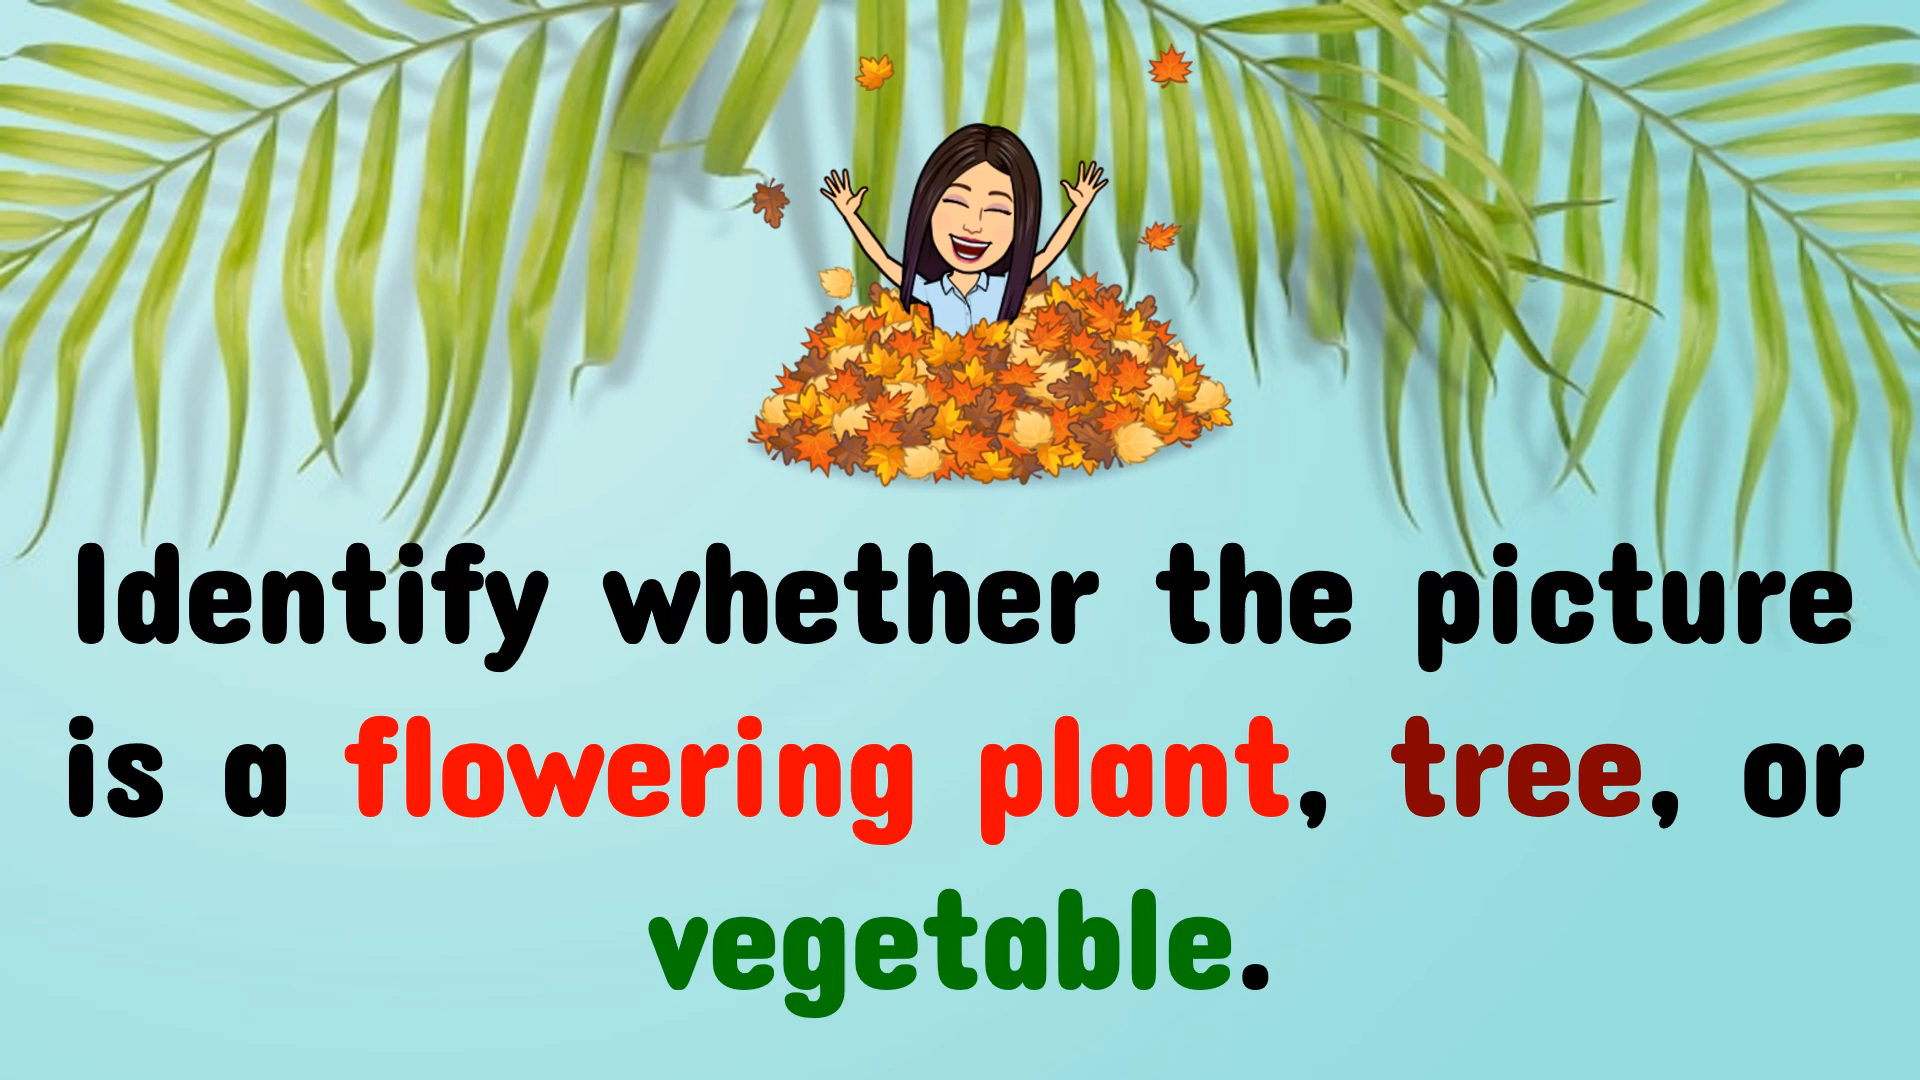 Identify whether the picture
is a flowering plant, tree, or
vegetable.